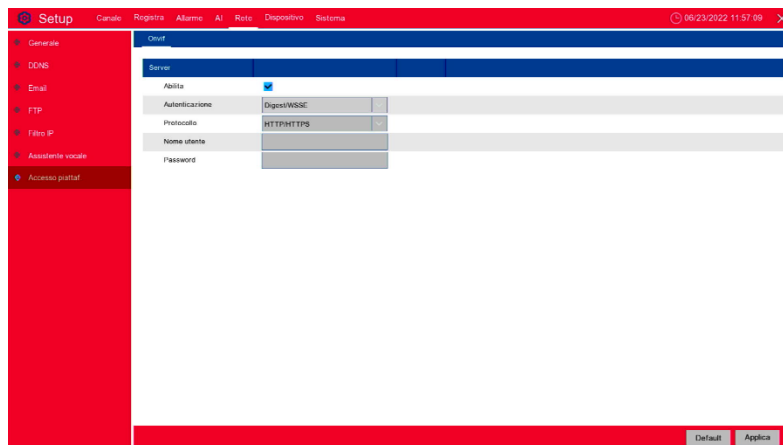 Setup Canale Registra Allarme AI Rete Dispositivo Sistema 06/23/2022 11:57:09
Generale
DDNS
Email
FTP
Filtro IP
Assistente vocale
Accesso piattaf
Onvif
Server
Abilita
Autenticazione Digest/WSSE
Protocollo HTTP/HTTPS
Nome utente
Password
Default Applica